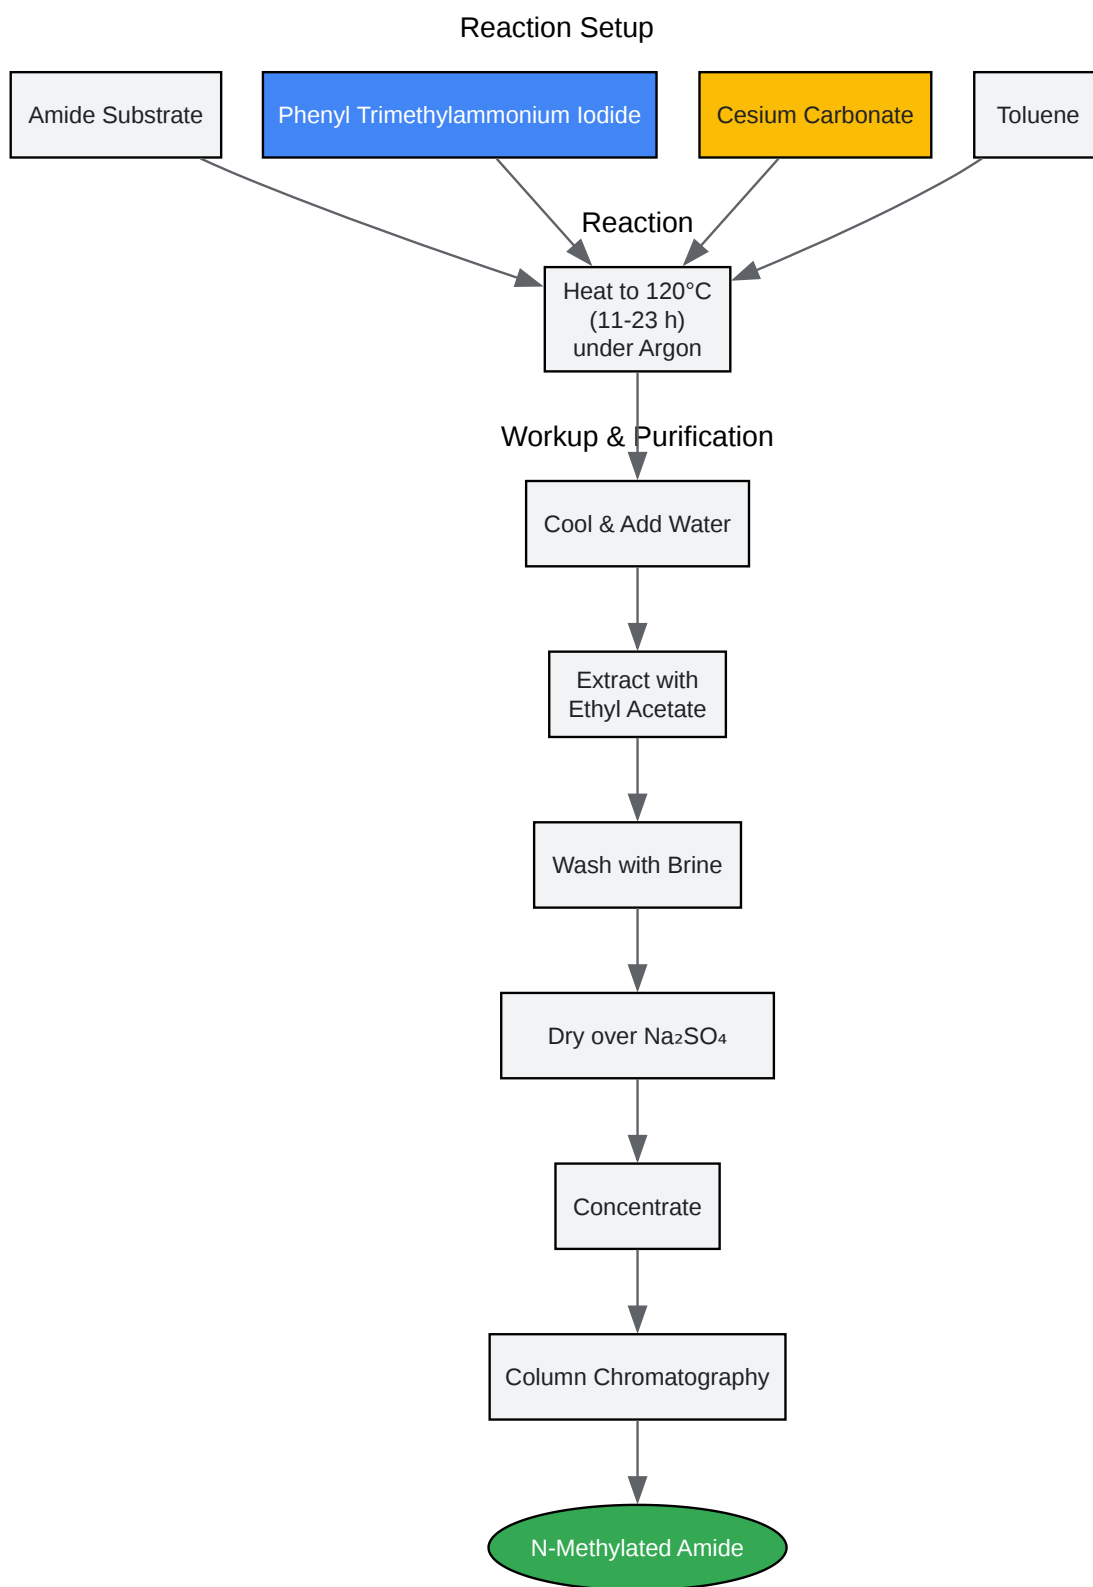 Reaction Setup
Amide Substrate
Phenyl Trimethylammonium Iodide
Cesium Carbonate
Toluene
Reaction
Heat to 120°C
(11-23 h)
under Argon
Workup & Purification
Cool & Add Water
Extract with
Ethyl Acetate
Wash with Brine
Dry over Na₂SO₄
Concentrate
Column Chromatography
N-Methylated Amide